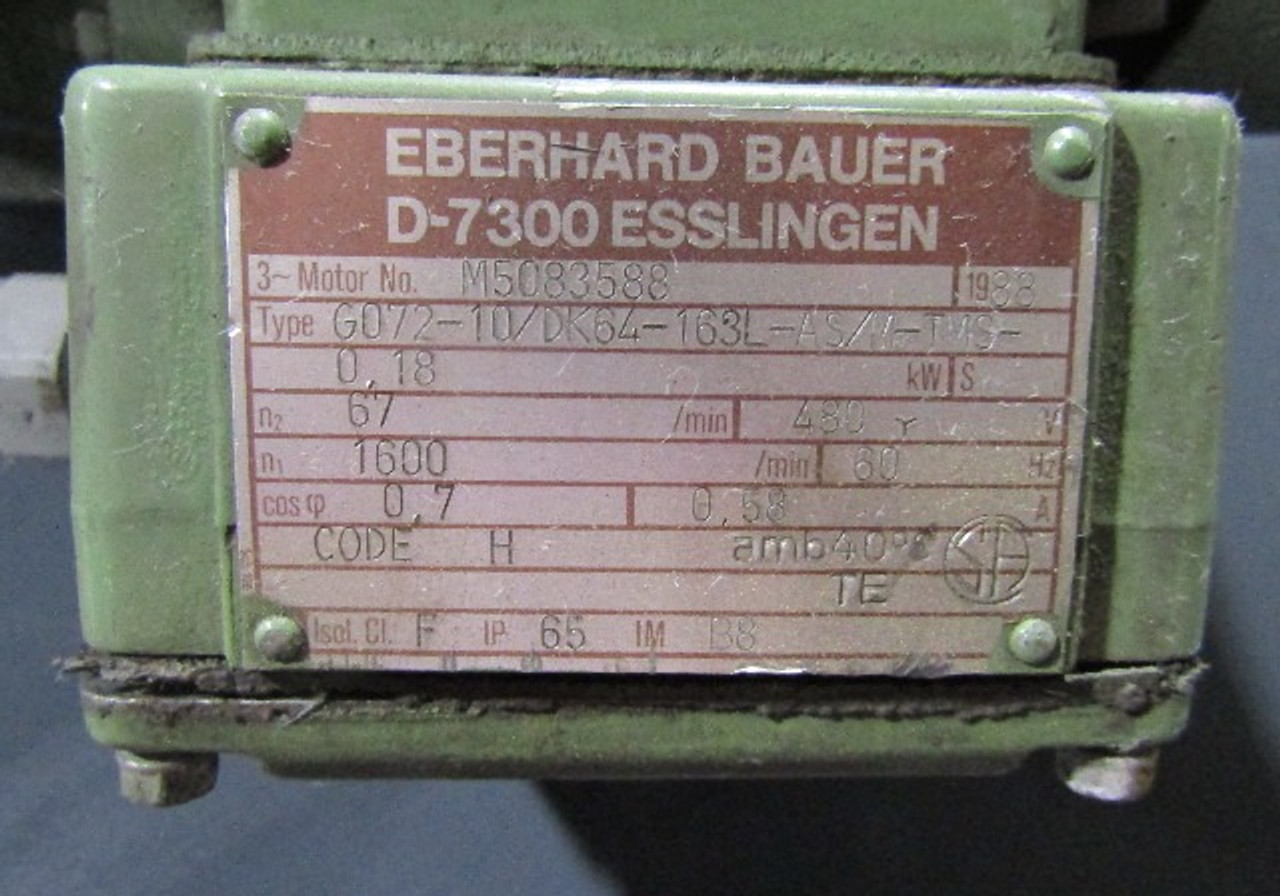 EBERHARD BAUER
D-7300 ESSLINGEN
3~ Motor No. M5083588 1988
Type G072-10/DK64-163L-AS/M-TMS-
0,18 kW S
n₂ 67 /min 480 Y V
n₁ 1600 /min 60 Hz
cos φ 0,7 0,58 A
CODE H amb40°C
TE
Isol. Cl. F IP 65 IM B8